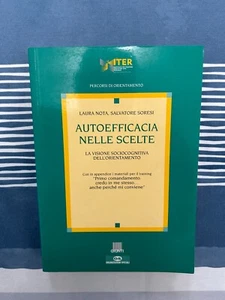 ITER
PERCORSI DI ORIENTAMENTO
LAURA NOTA, SALVATORE SORESI
AUTOEFFICACIA
NELLE SCELTE
LA VISIONE SOCIOCOGNITIVA
DELL'ORIENTAMENTO
Con in appendice i materiali per il training
"Primo comandamento:
credo in me stesso...
anche perché mi conviene"